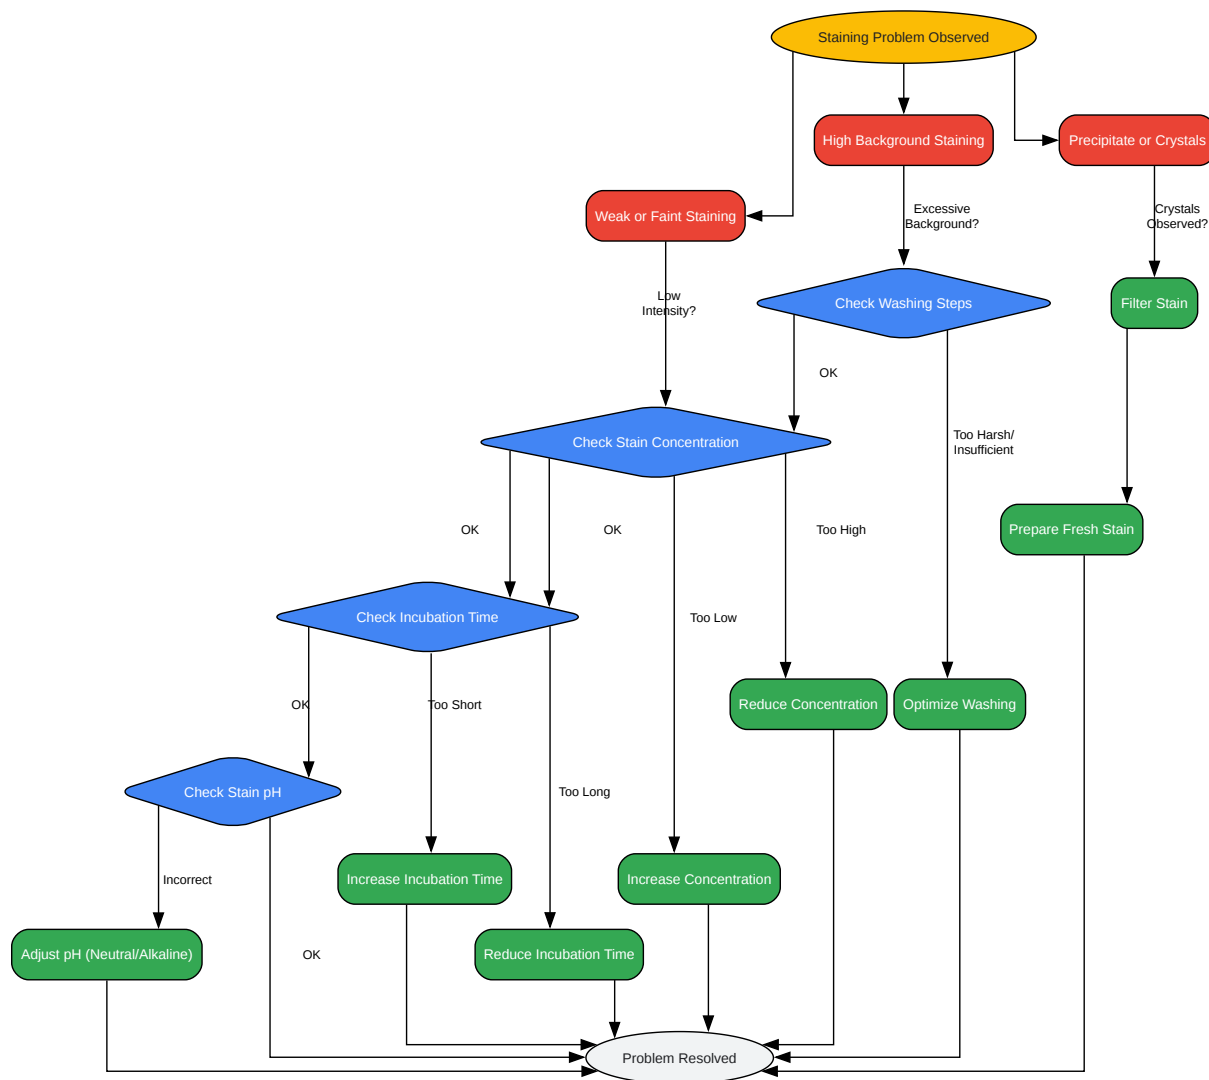 Staining Problem Observed
High Background Staining
Precipitate or Crystals
Weak or Faint Staining
Excessive
Background?
Crystals
Observed?
Low
Intensity?
Check Washing Steps
Filter Stain
OK
Check Stain Concentration
Too Harsh/
Insufficient
OK
OK
Too High
Prepare Fresh Stain
Check Incubation Time
Too Low
OK
Too Short
Reduce Concentration
Optimize Washing
Check Stain pH
Too Long
Incorrect
Increase Incubation Time
Increase Concentration
Adjust pH (Neutral/Alkaline)
OK
Reduce Incubation Time
Problem Resolved